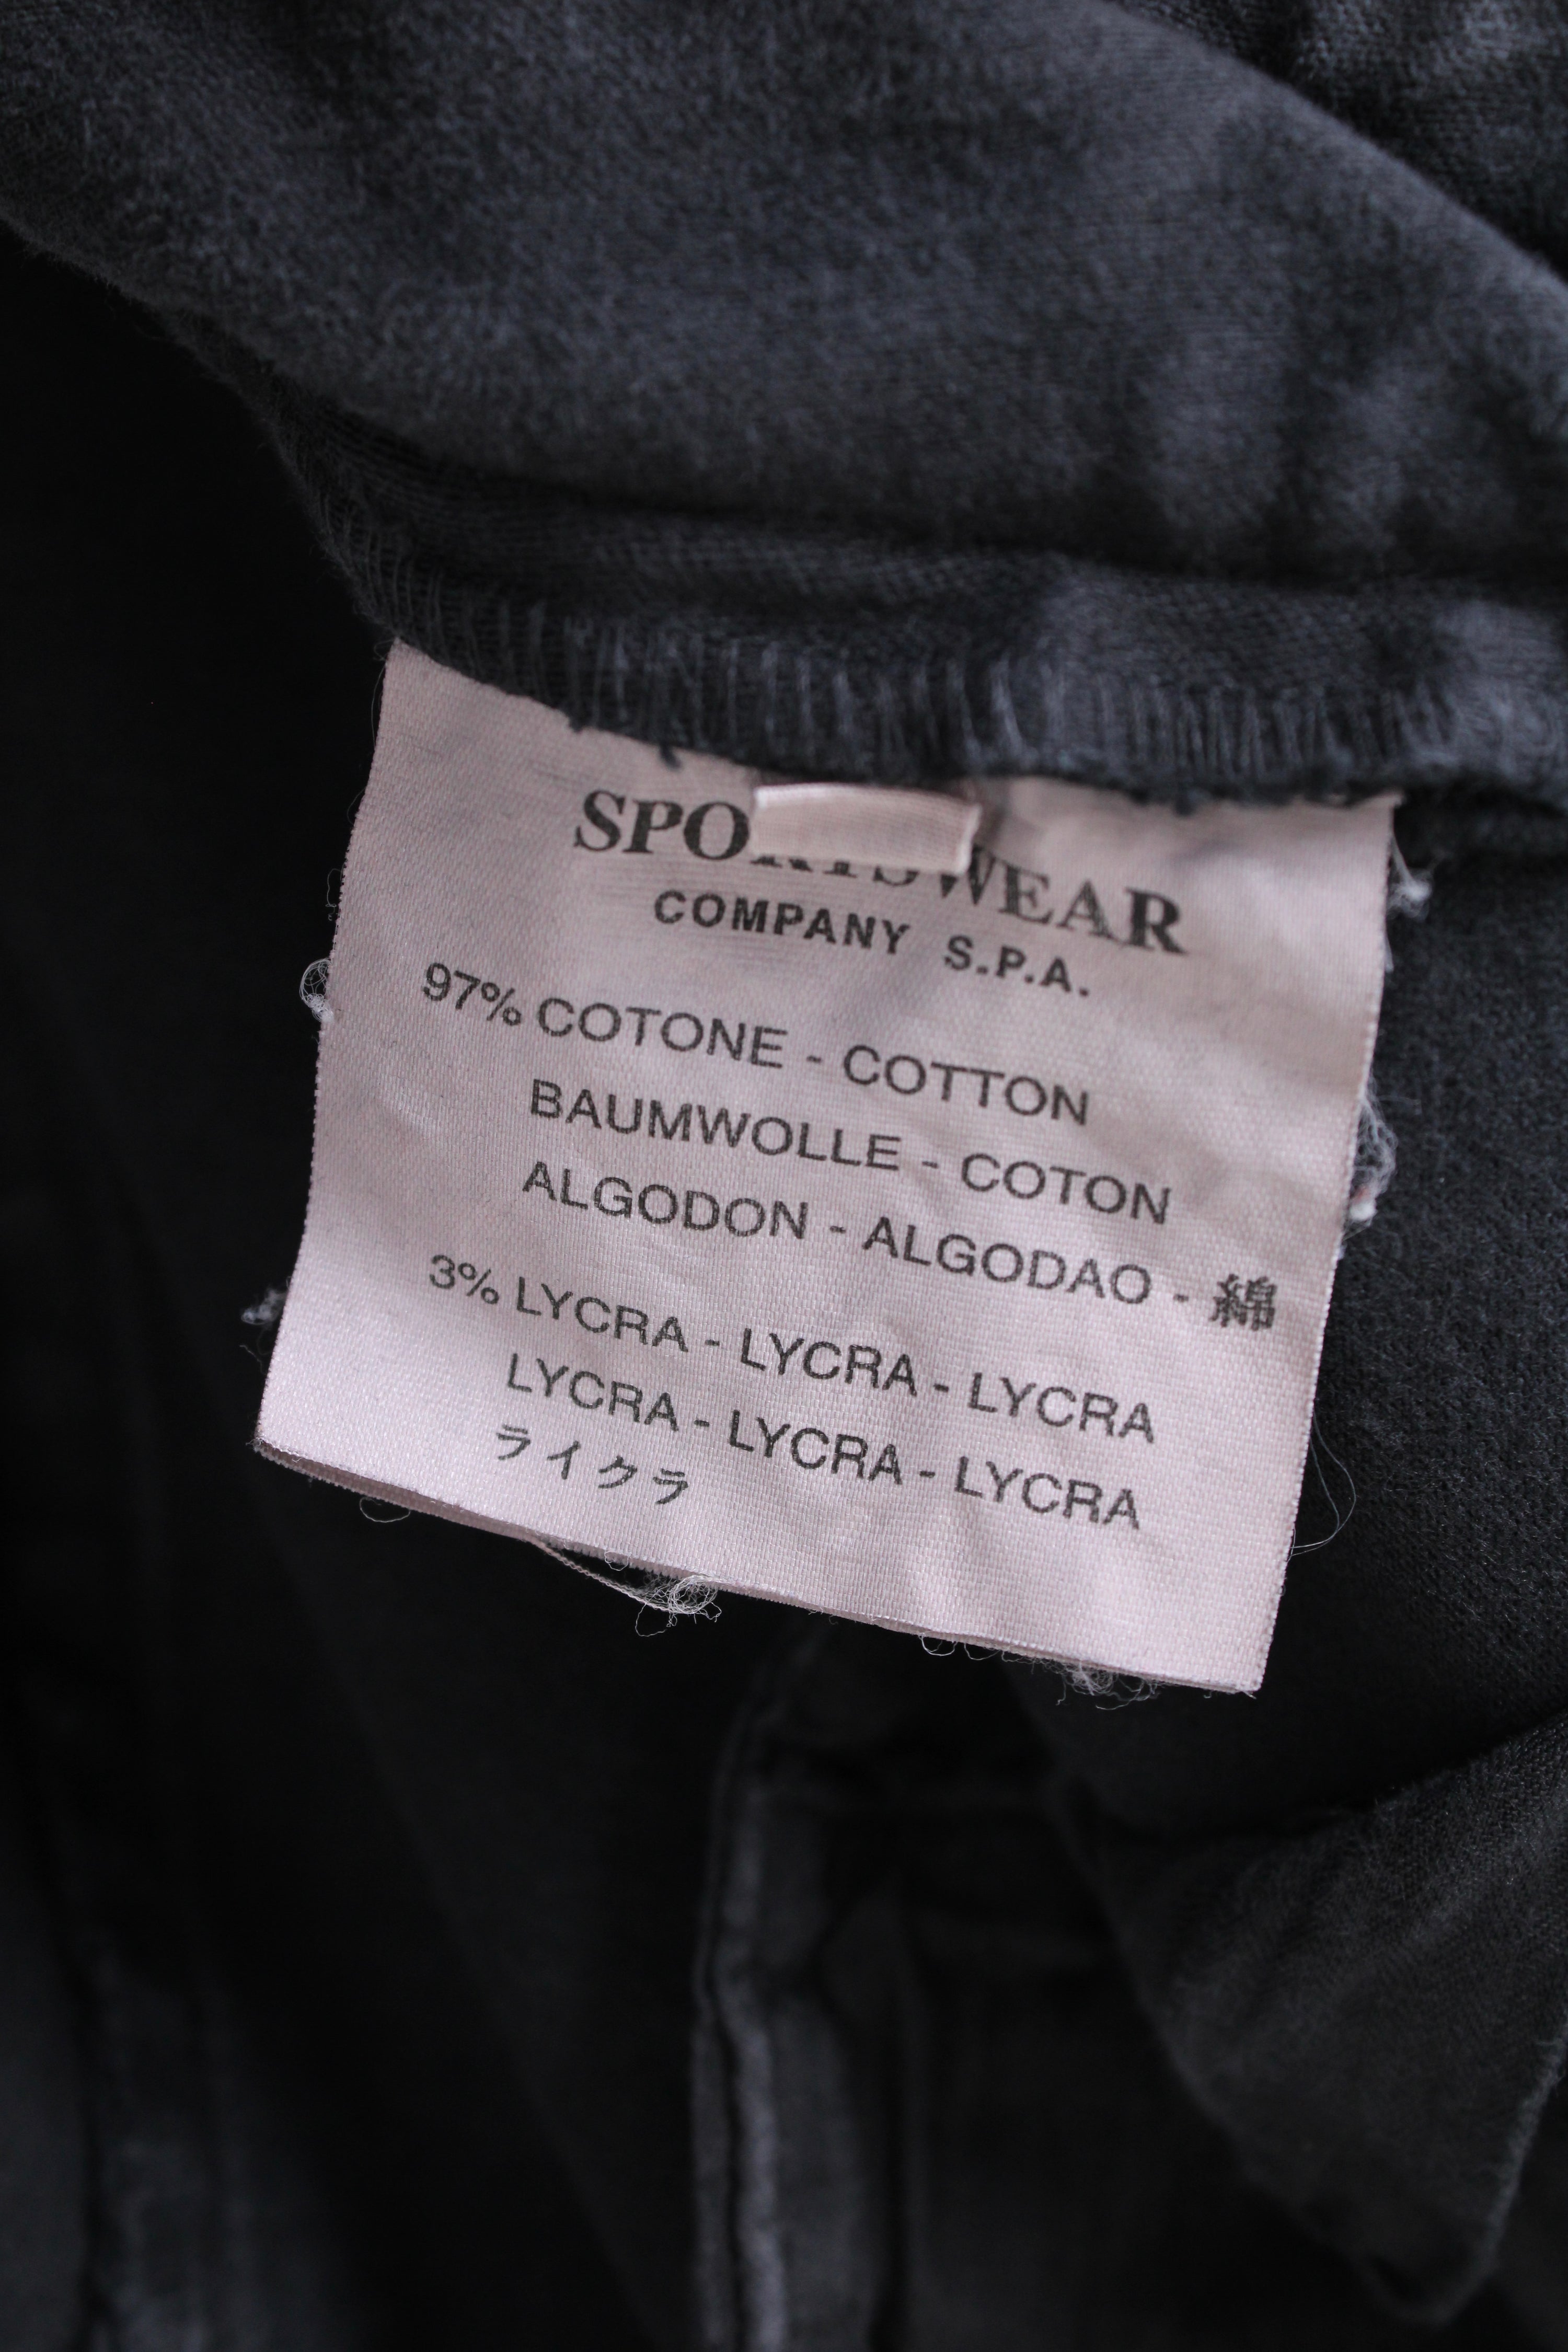 SPORTSWEAR
COMPANY S.P.A.
97% COTONE - COTTON
BAUMWOLLE - COTON
ALGODON - ALGODAO - 綿
3% LYCRA - LYCRA - LYCRA
LYCRA - LYCRA - LYCRA
ライクラ